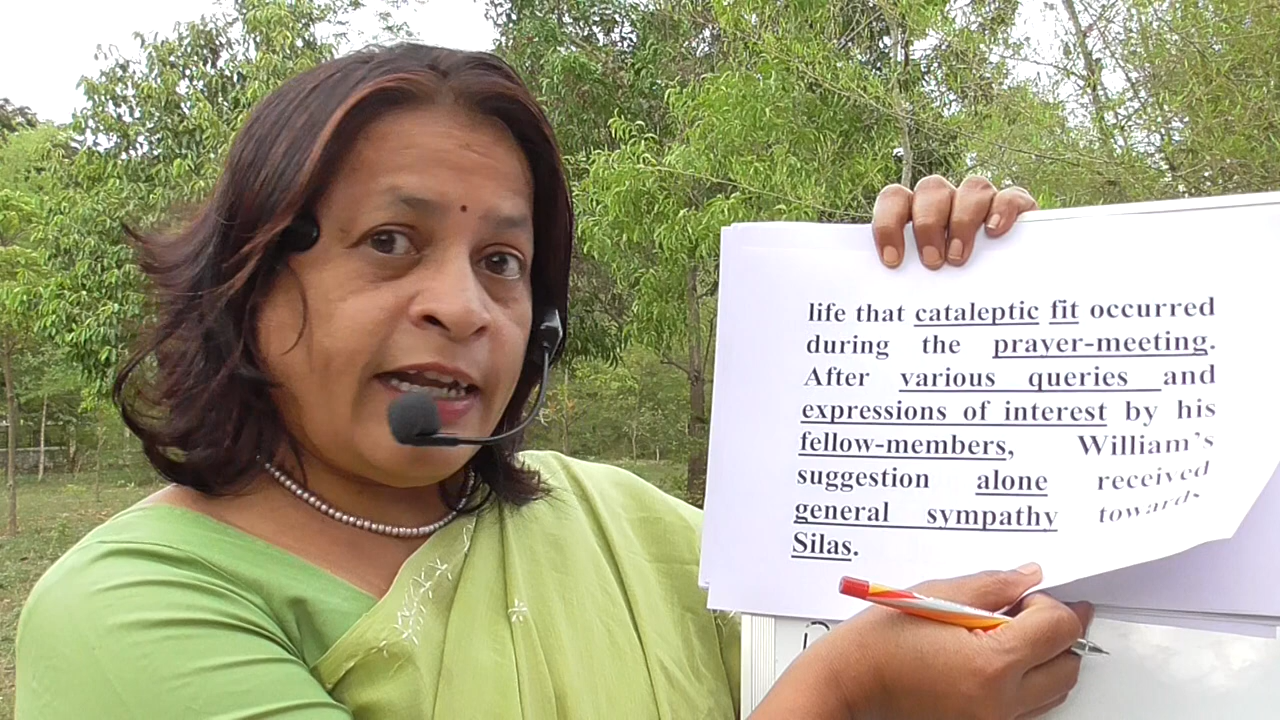 life that cataleptic fit occurred
during the prayer-meeting.
After various queries and
expressions of interest by his
fellow-members, William's
suggestion alone received
general sympathy towards
Silas.